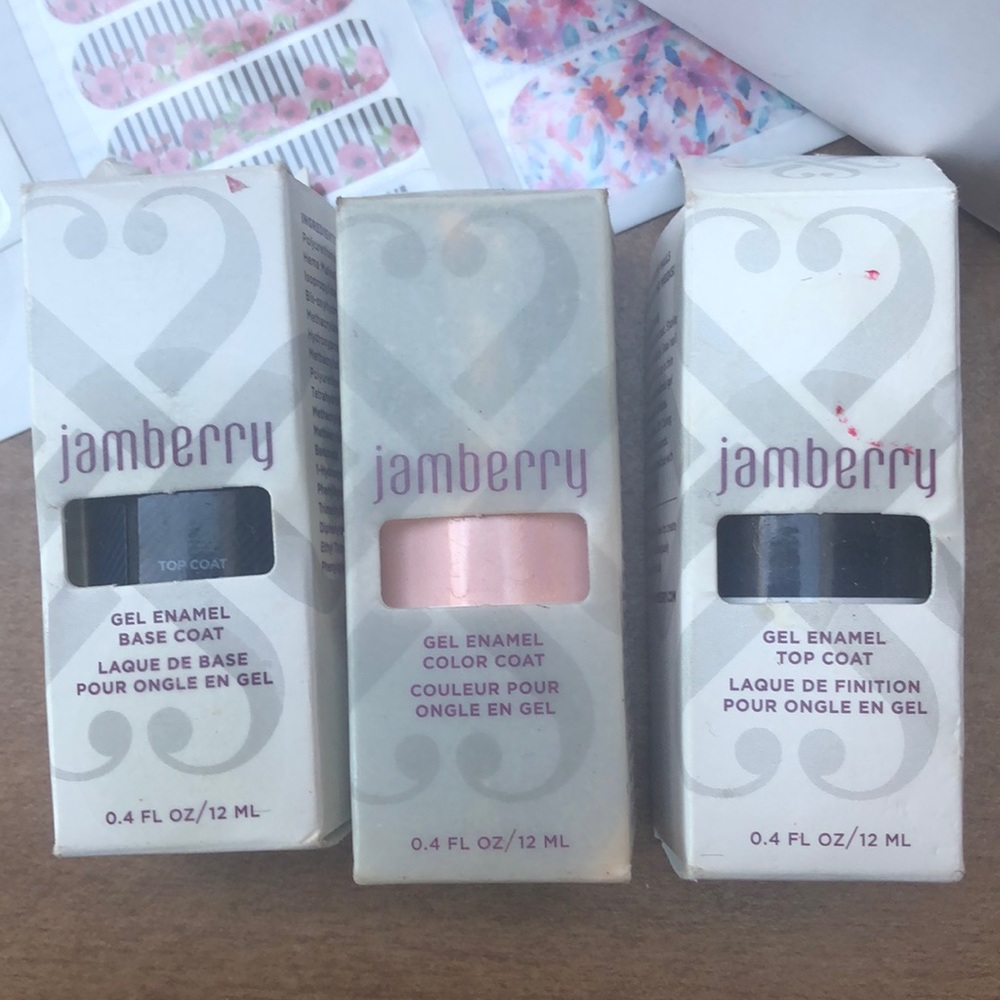 jamberry
TOP COAT
GEL ENAMEL
BASE COAT
LAQUE DE BASE
POUR ONGLE EN GEL
0.4 FL OZ/12 ML
jamberry
GEL ENAMEL
COLOR COAT
COULEUR POUR
ONGLE EN GEL
0.4 FL OZ/12 ML
jamberry
GEL ENAMEL
TOP COAT
LAQUE DE FINITION
POUR ONGLE EN GEL
0.4 FL OZ/12 ML